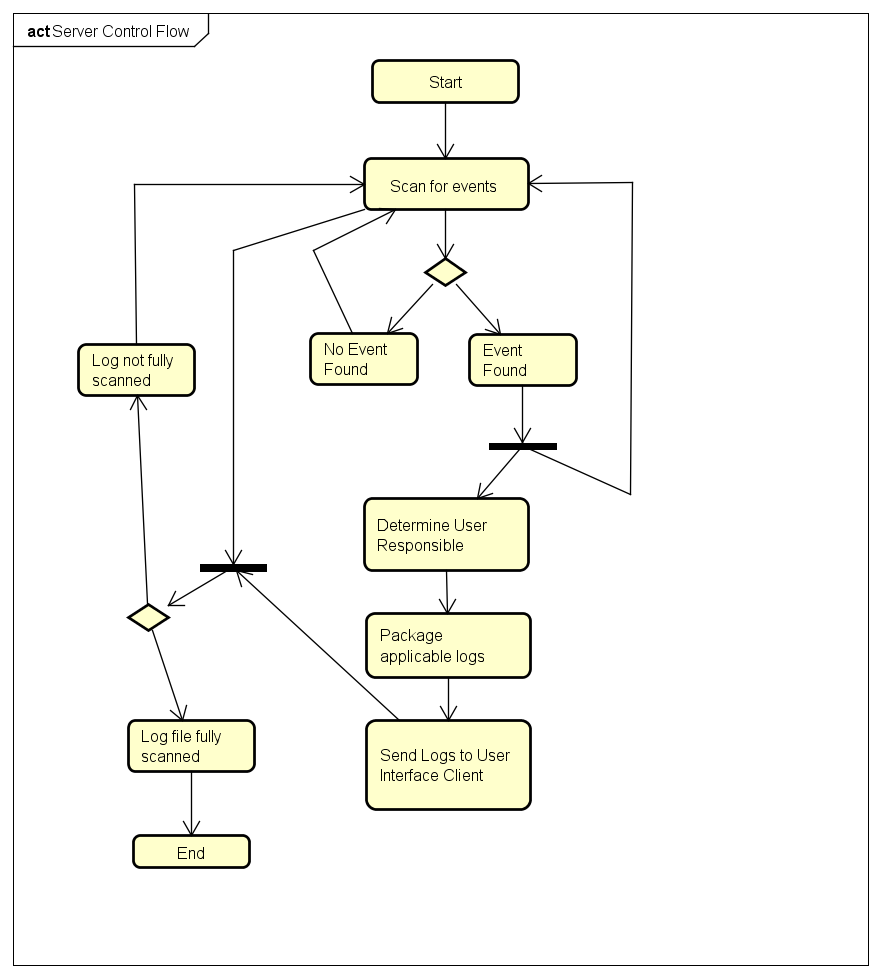 act Server Control Flow
Start
Scan for events
No Event
Found
Event
Found
Log not fully
scanned
Determine User
Responsible
Package
applicable logs
Log file fully
scanned
Send Logs to User
Interface Client
End